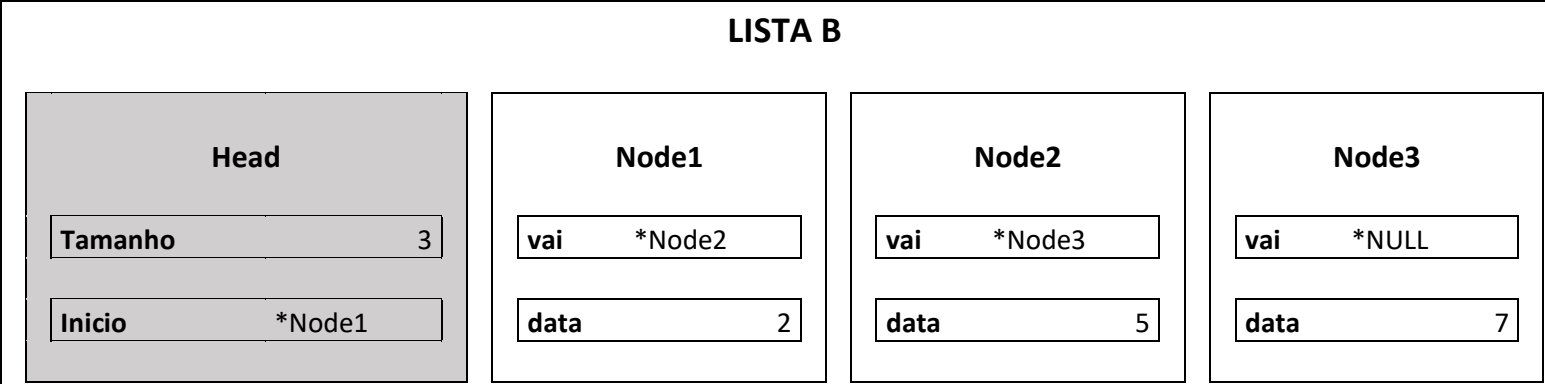 LISTA B
Head Node1 Node2 Node3
Tamanho 3 vai *Node2 vai *Node3 vai *NULL
Inicio *Node1 data 2 data 5 data 7